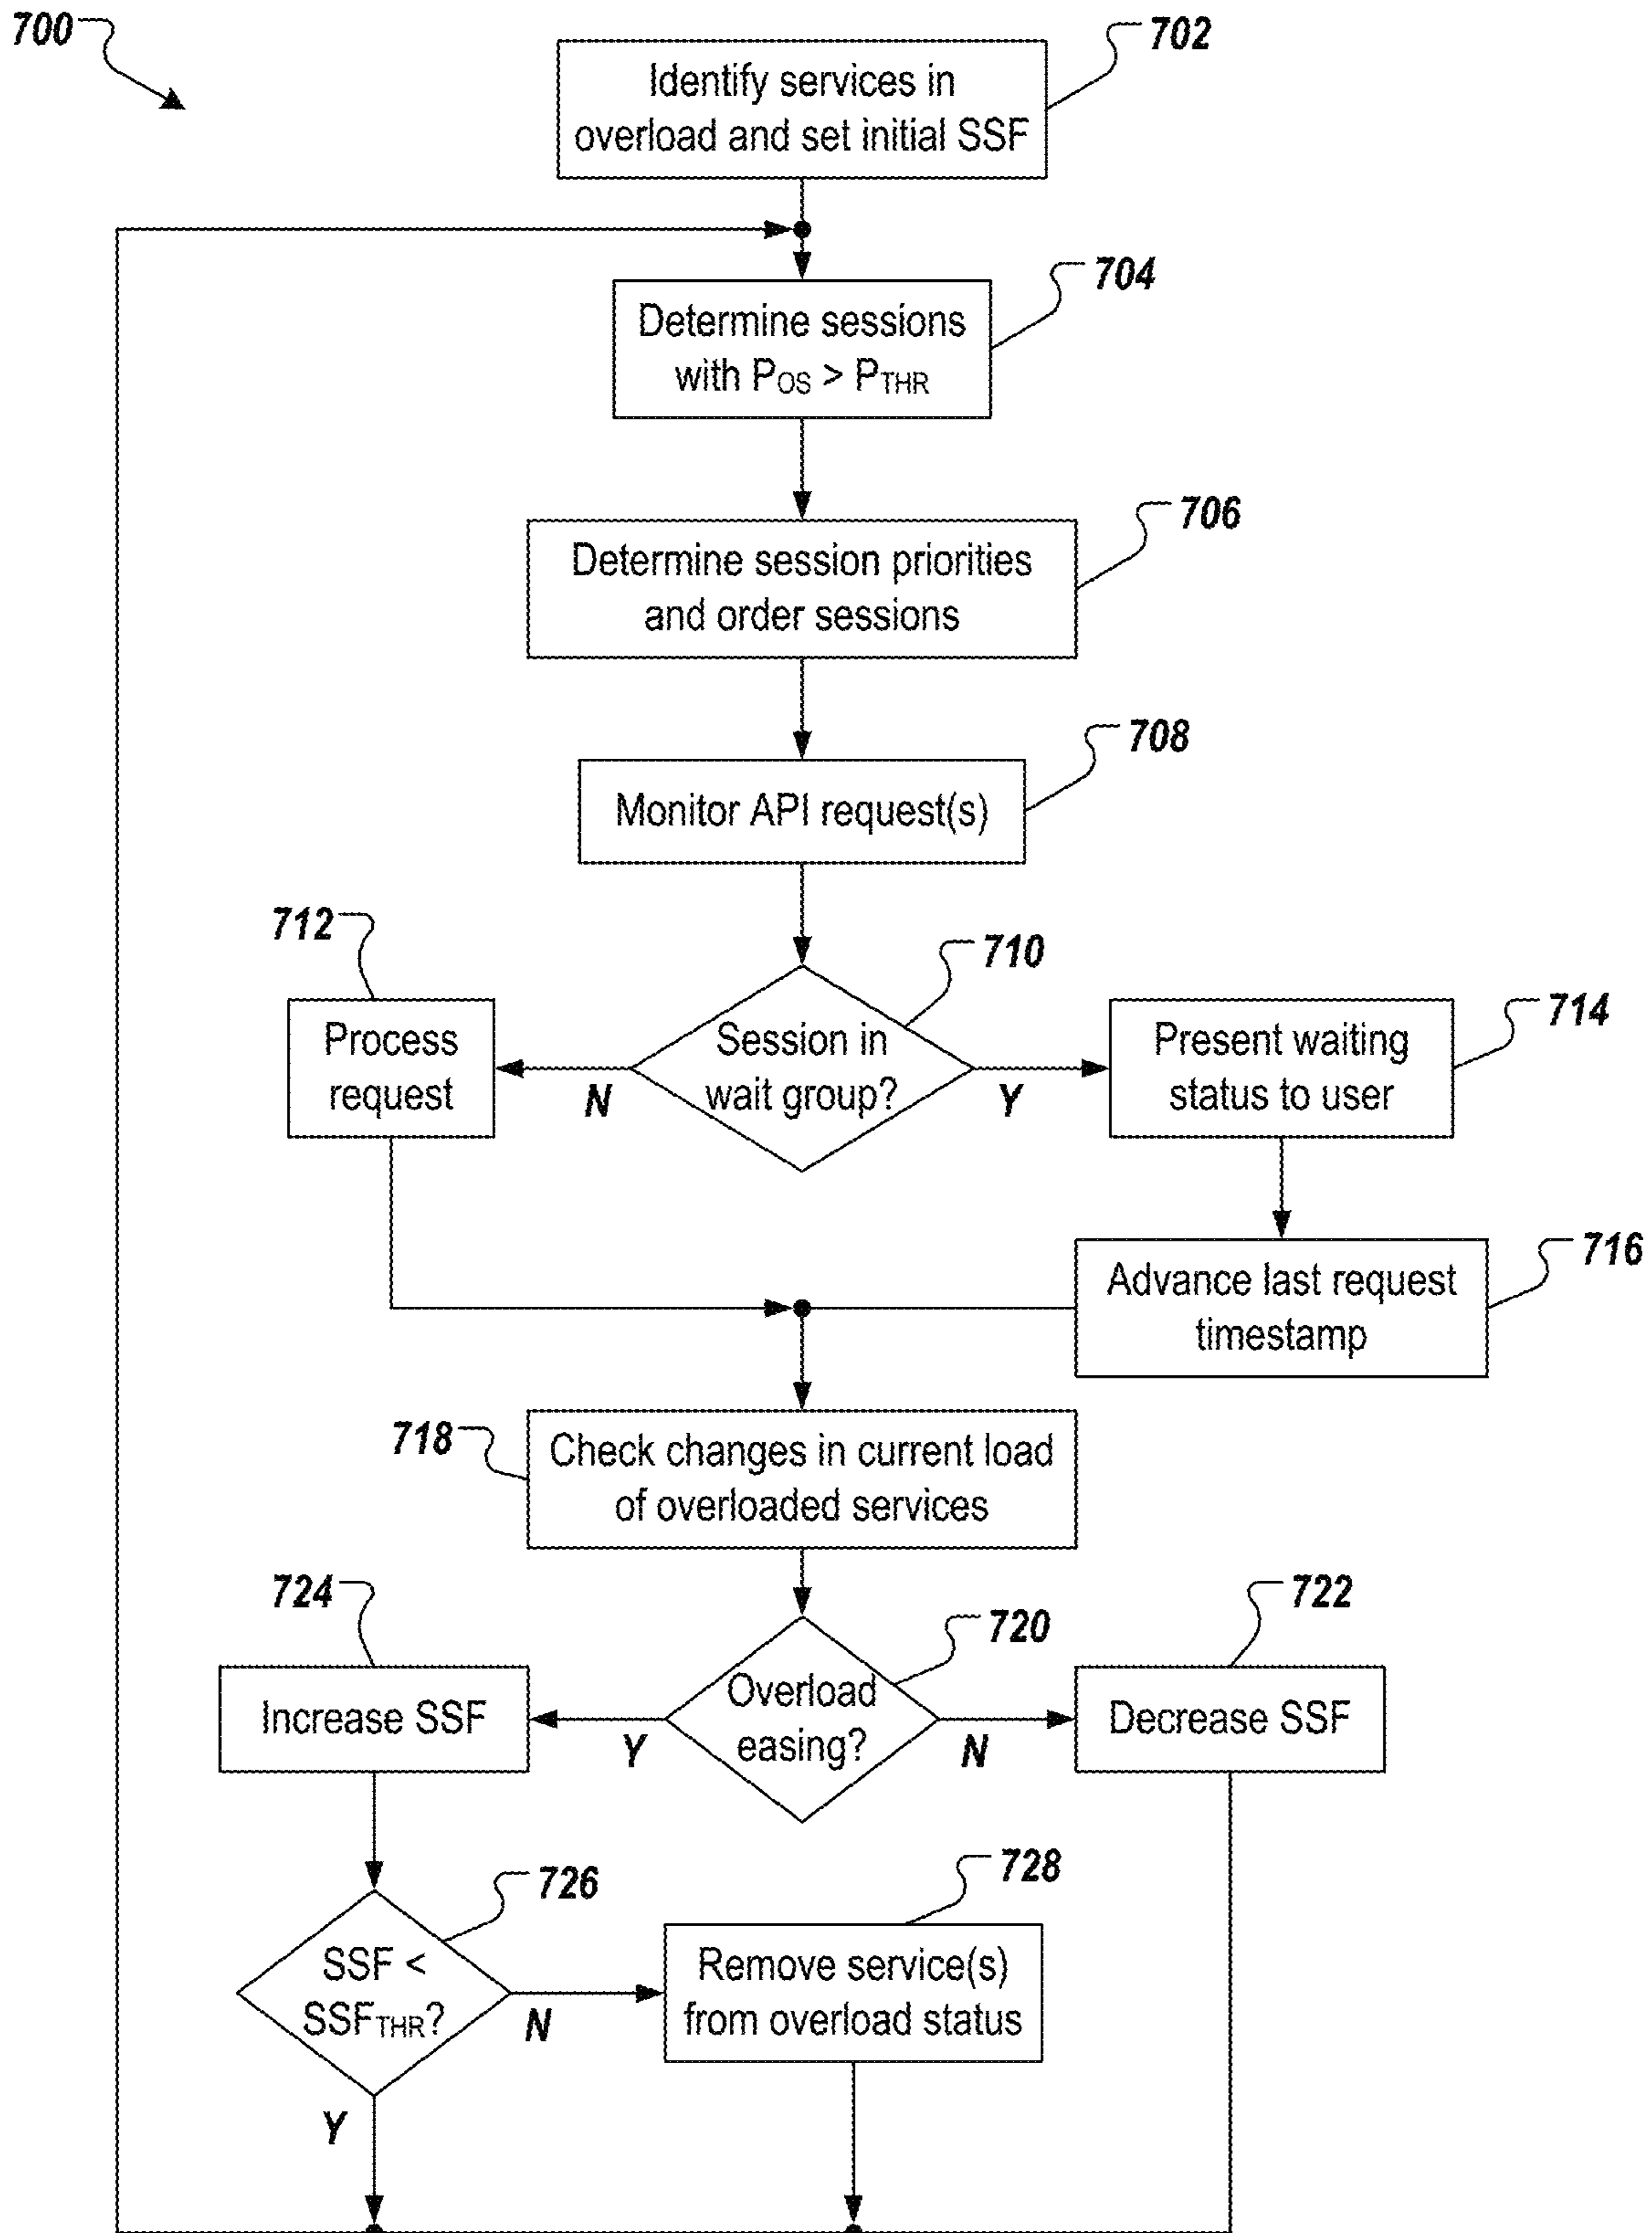 700
702
Identify services in
overload and set initial SSF
704
Determine sessions
with POS > PTHR
706
Determine session priorities
and order sessions
708
Monitor API request(s)
712
710
714
Process
request
Session in
wait group?
Present waiting
status to user
N
Y
716
Advance last request
timestamp
718
Check changes in current load
of overloaded services
724
720
722
Increase SSF
Overload
easing?
Decrease SSF
Y
N
726
728
SSF <
SSFTHR?
Remove service(s)
from overload status
N
Y